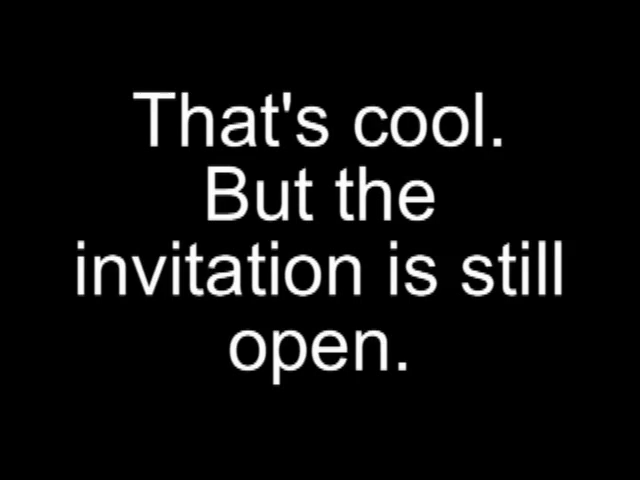 That's cool.
But the
invitation is still
open.